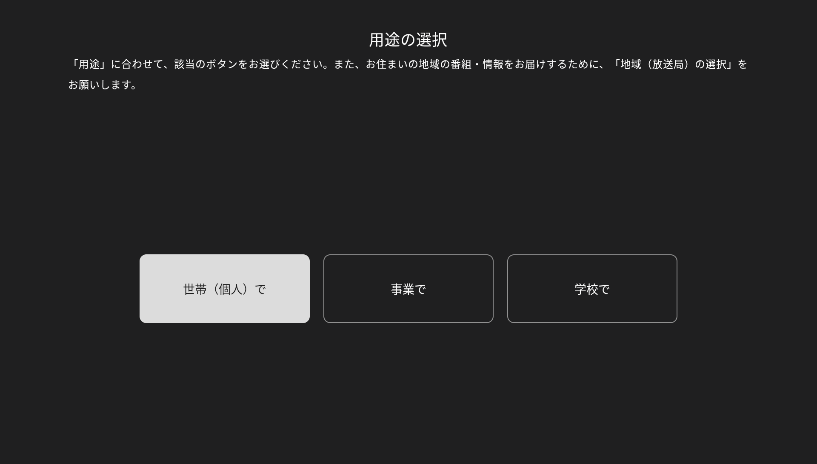 用途の選択
「用途」に合わせて、該当のボタンをお選びください。また、お住まいの地域の番組・情報をお届けするために、「地域（放送局）の選択」を
お願いします。
世帯（個人）で
事業で
学校で